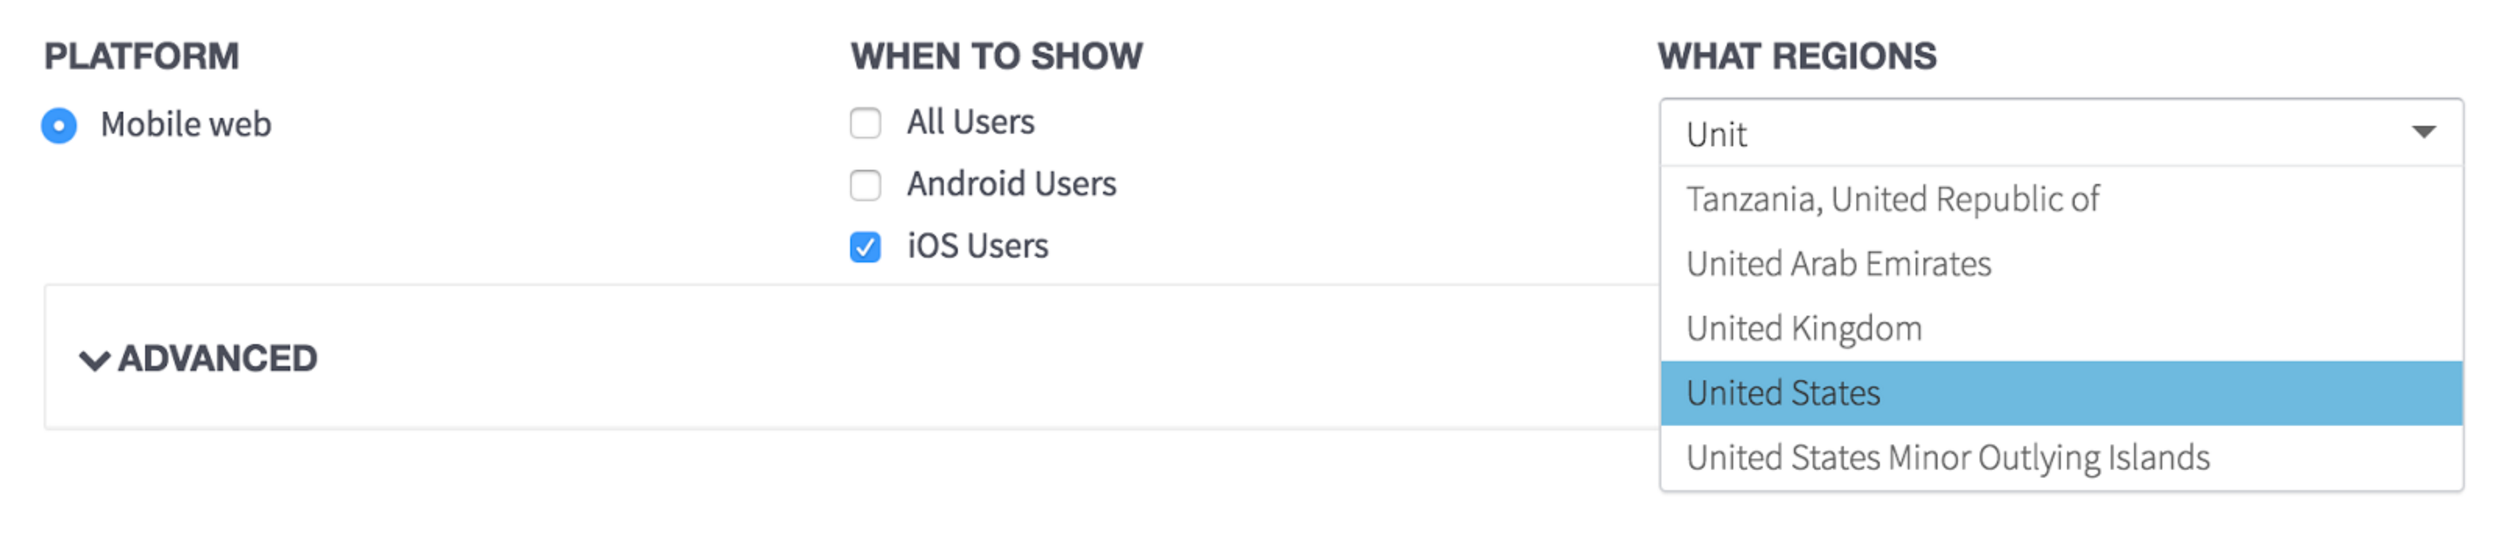 PLATFORM
Mobile web
WHEN TO SHOW
All Users
Android Users
iOS Users
WHAT REGIONS
Unit
Tanzania, United Republic of
United Arab Emirates
United Kingdom
United States
United States Minor Outlying Islands
ADVANCED